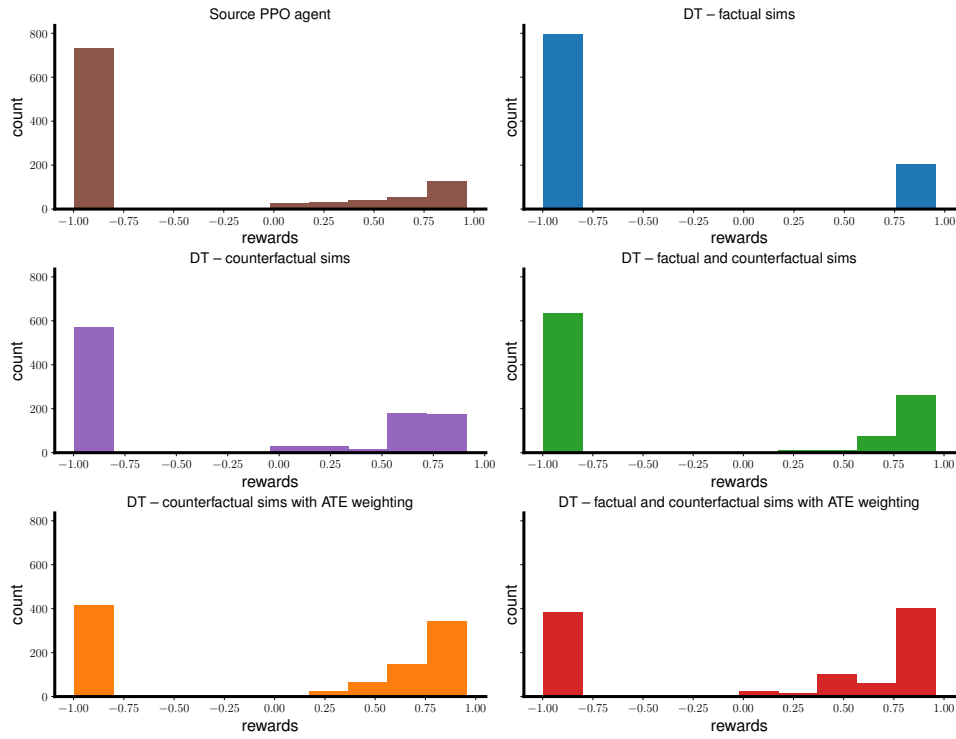 Source PPO agent
800
600
400
200
0
count
−1.00 −0.75 −0.50 −0.25 0.00 0.25 0.50 0.75 1.00
rewards
DT – factual sims
count
−1.00 −0.75 −0.50 −0.25 0.00 0.25 0.50 0.75 1.00
rewards
DT – counterfactual sims
800
600
400
200
0
count
−1.00 −0.75 −0.50 −0.25 0.00 0.25 0.50 0.75 1.00
rewards
DT – factual and counterfactual sims
count
−1.00 −0.75 −0.50 −0.25 0.00 0.25 0.50 0.75 1.00
rewards
DT – counterfactual sims with ATE weighting
800
600
400
200
0
count
−1.00 −0.75 −0.50 −0.25 0.00 0.25 0.50 0.75 1.00
rewards
DT – factual and counterfactual sims with ATE weighting
count
−1.00 −0.75 −0.50 −0.25 0.00 0.25 0.50 0.75 1.00
rewards